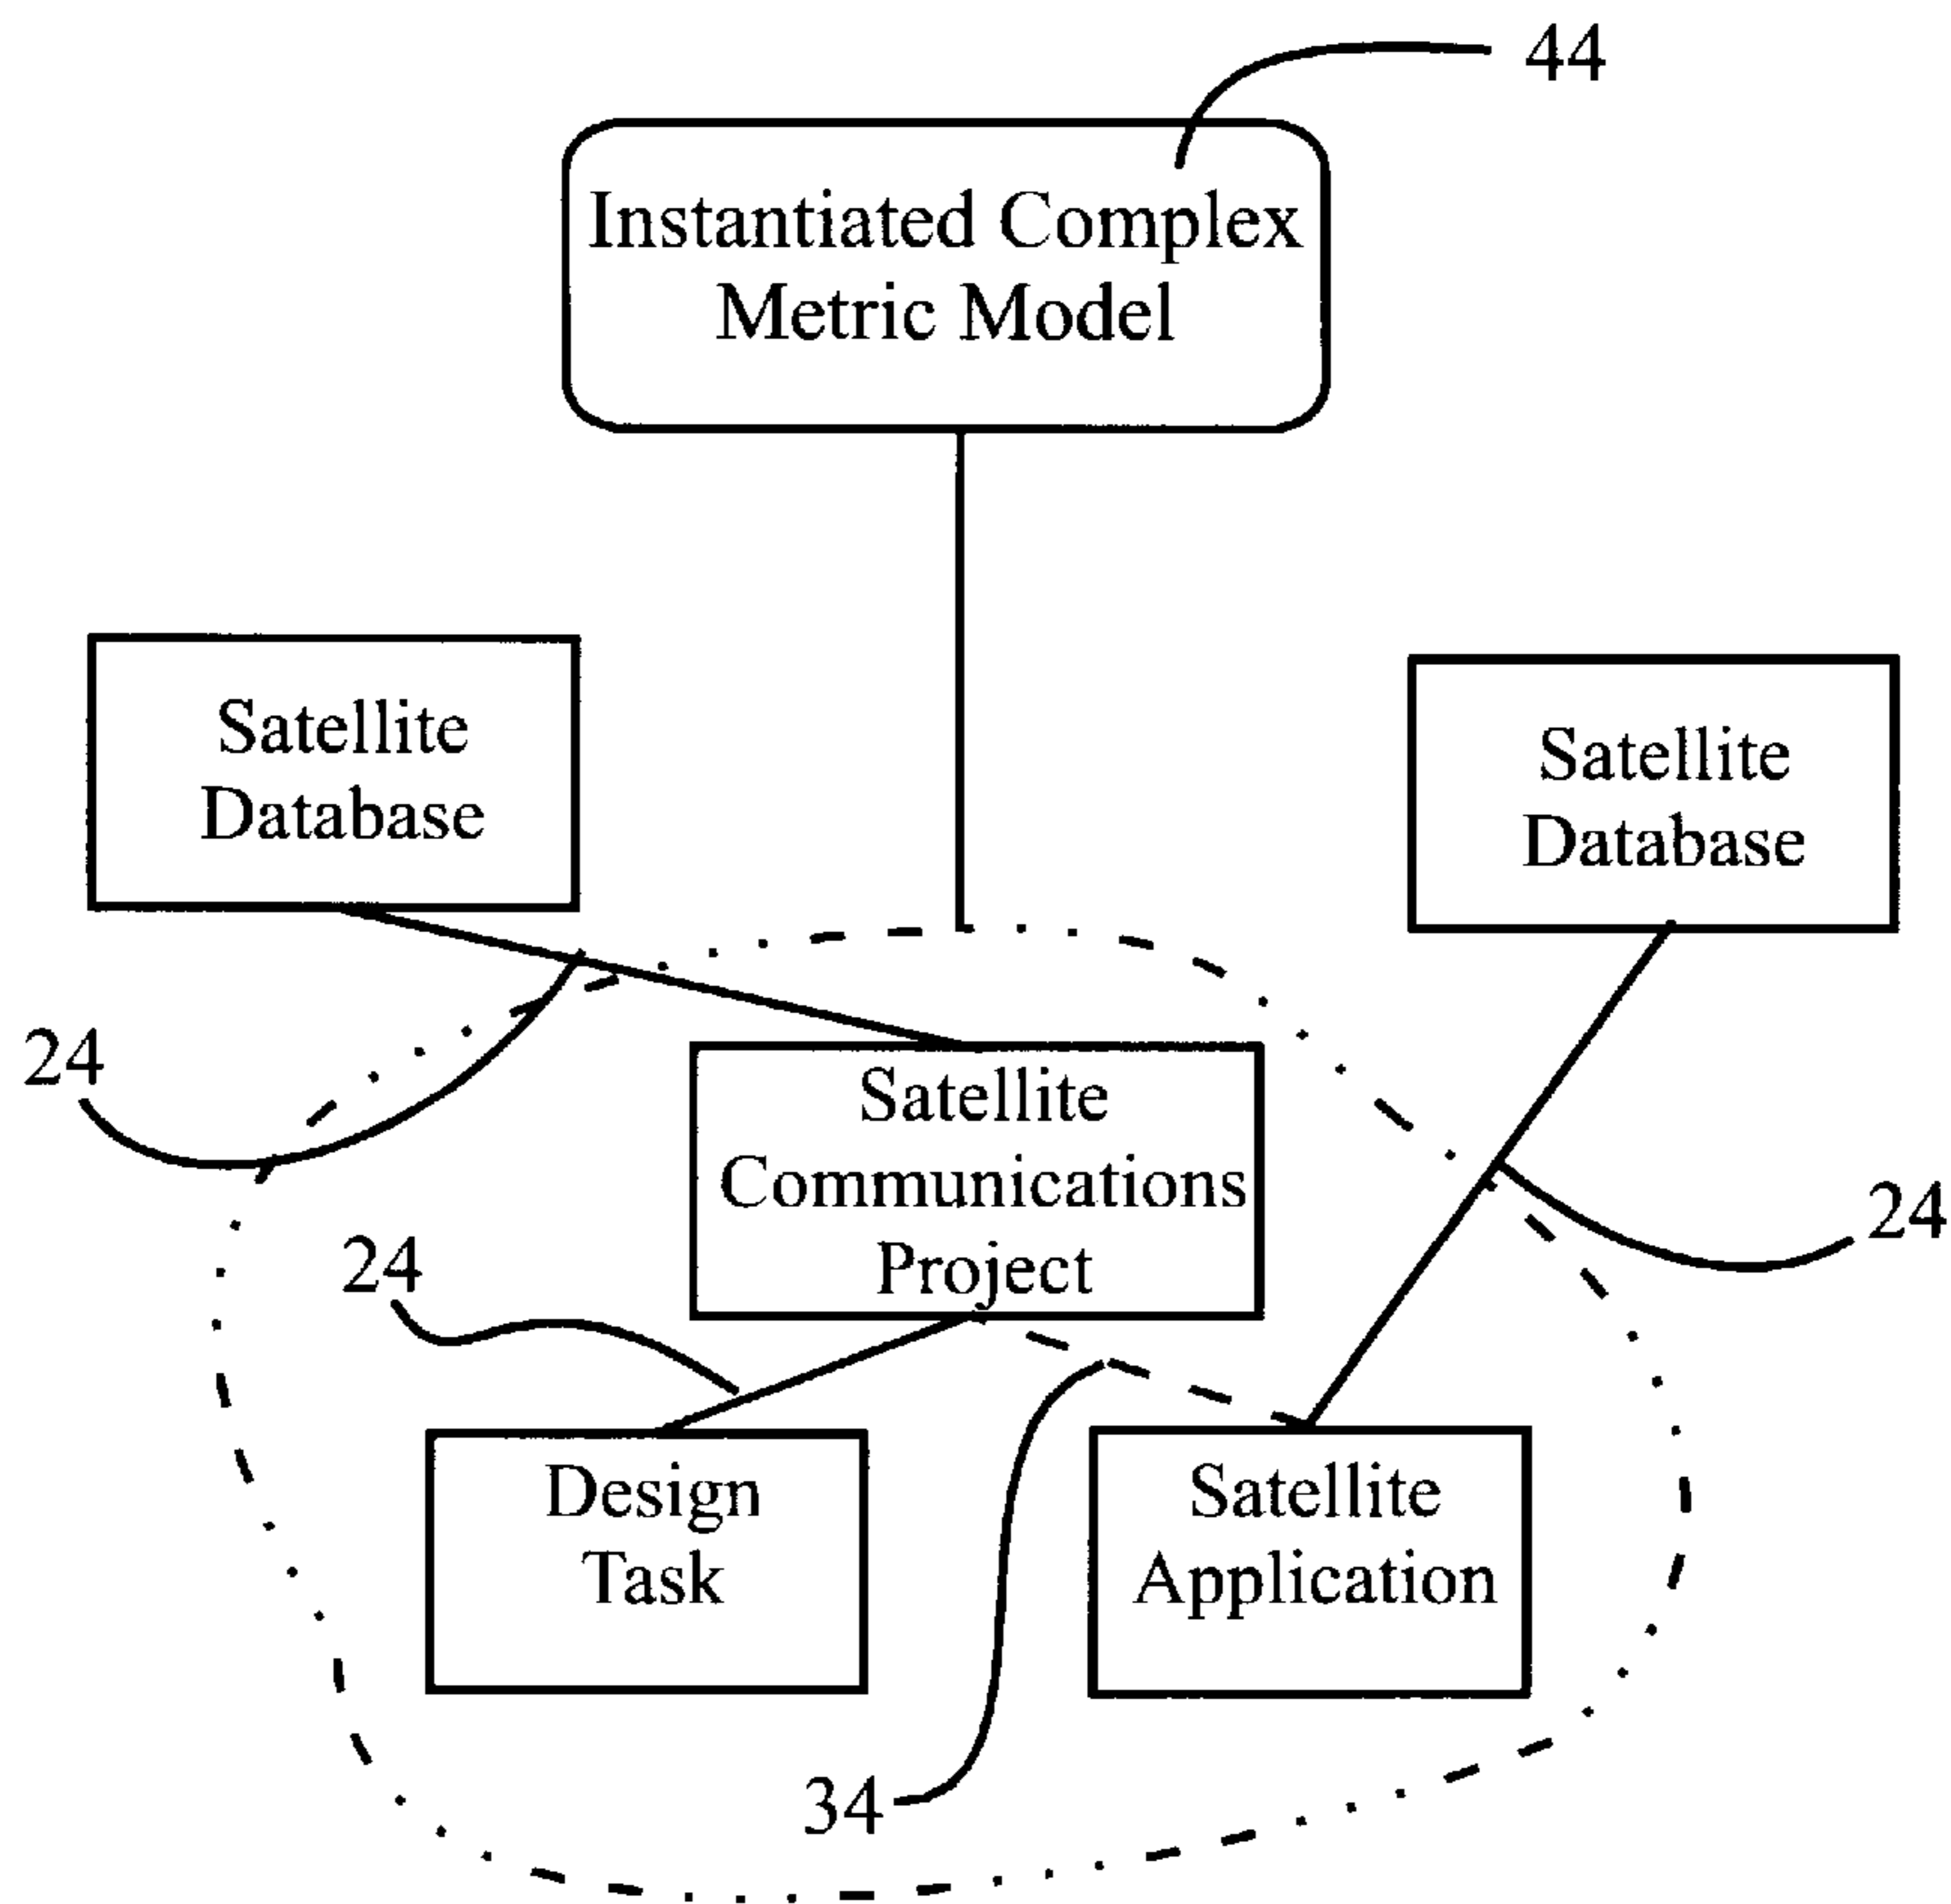 44
Instantiated Complex
Metric Model
Satellite
Database
Satellite
Database
24
Satellite
Communications
Project
24
24
Design
Task
Satellite
Application
34